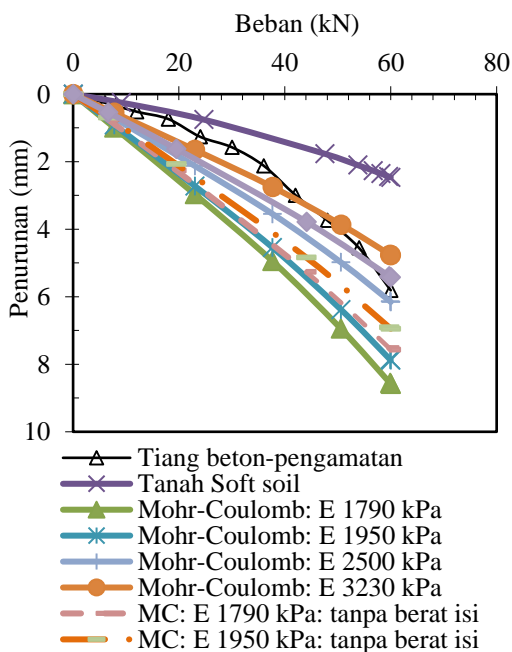 Beban (kN)
0 20 40 60 80
0
2
4
6
8
10
Penurunan (mm)
Tiang beton-pengamatan
Tanah Soft soil
Mohr-Coulomb: E 1790 kPa
Mohr-Coulomb: E 1950 kPa
Mohr-Coulomb: E 2500 kPa
Mohr-Coulomb: E 3230 kPa
MC: E 1790 kPa: tanpa berat isi
MC: E 1950 kPa: tanpa berat isi